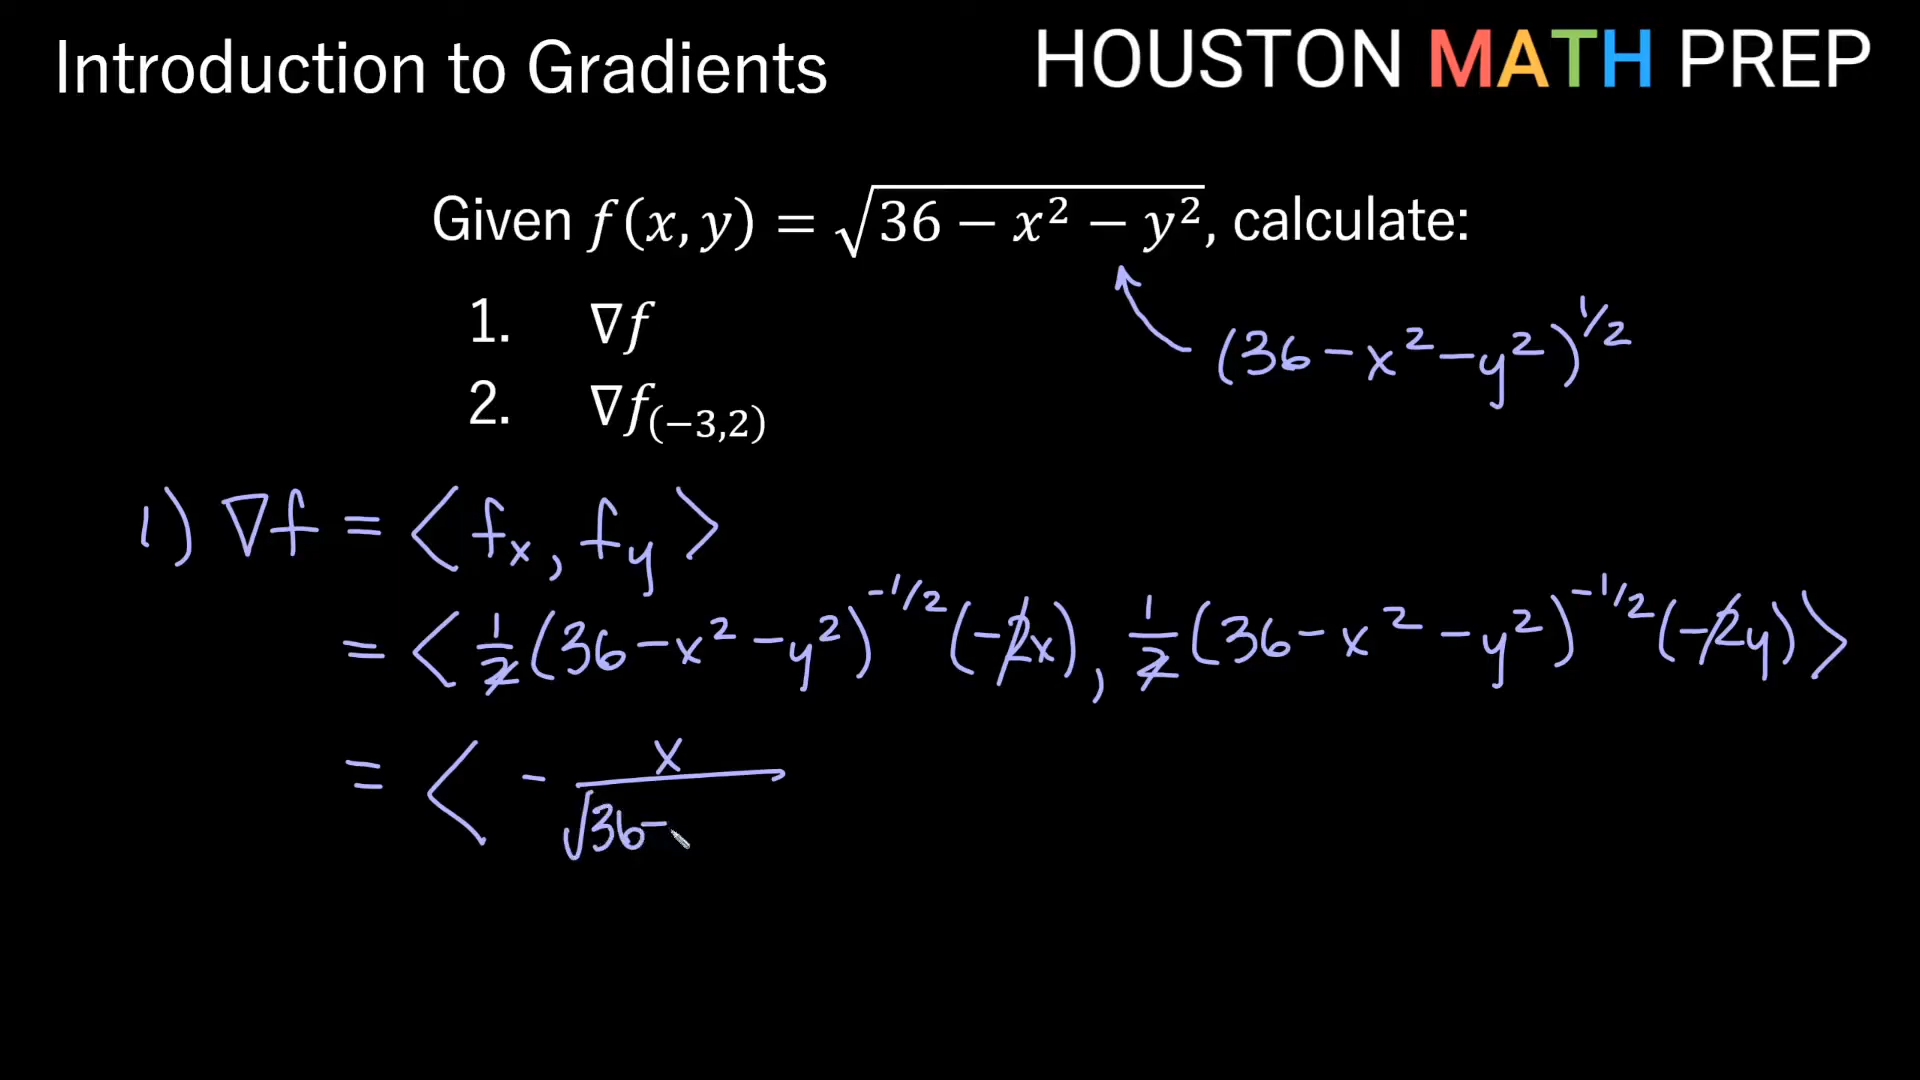 Introduction to Gradients
HOUSTON MATH PREP
Given f(x, y) = √(36 − x² − y²), calculate:
1. ∇f
(36 − x² − y²)^1/2
2. ∇f₍₋₃,₂₎
1) ∇f = ⟨ fx, fy ⟩
= ⟨ 1/2 (36 − x² − y²)^-1/2 (−2x), 1/2 (36 − x² − y²)^-1/2 (−2y) ⟩
= ⟨ − x / √36 −